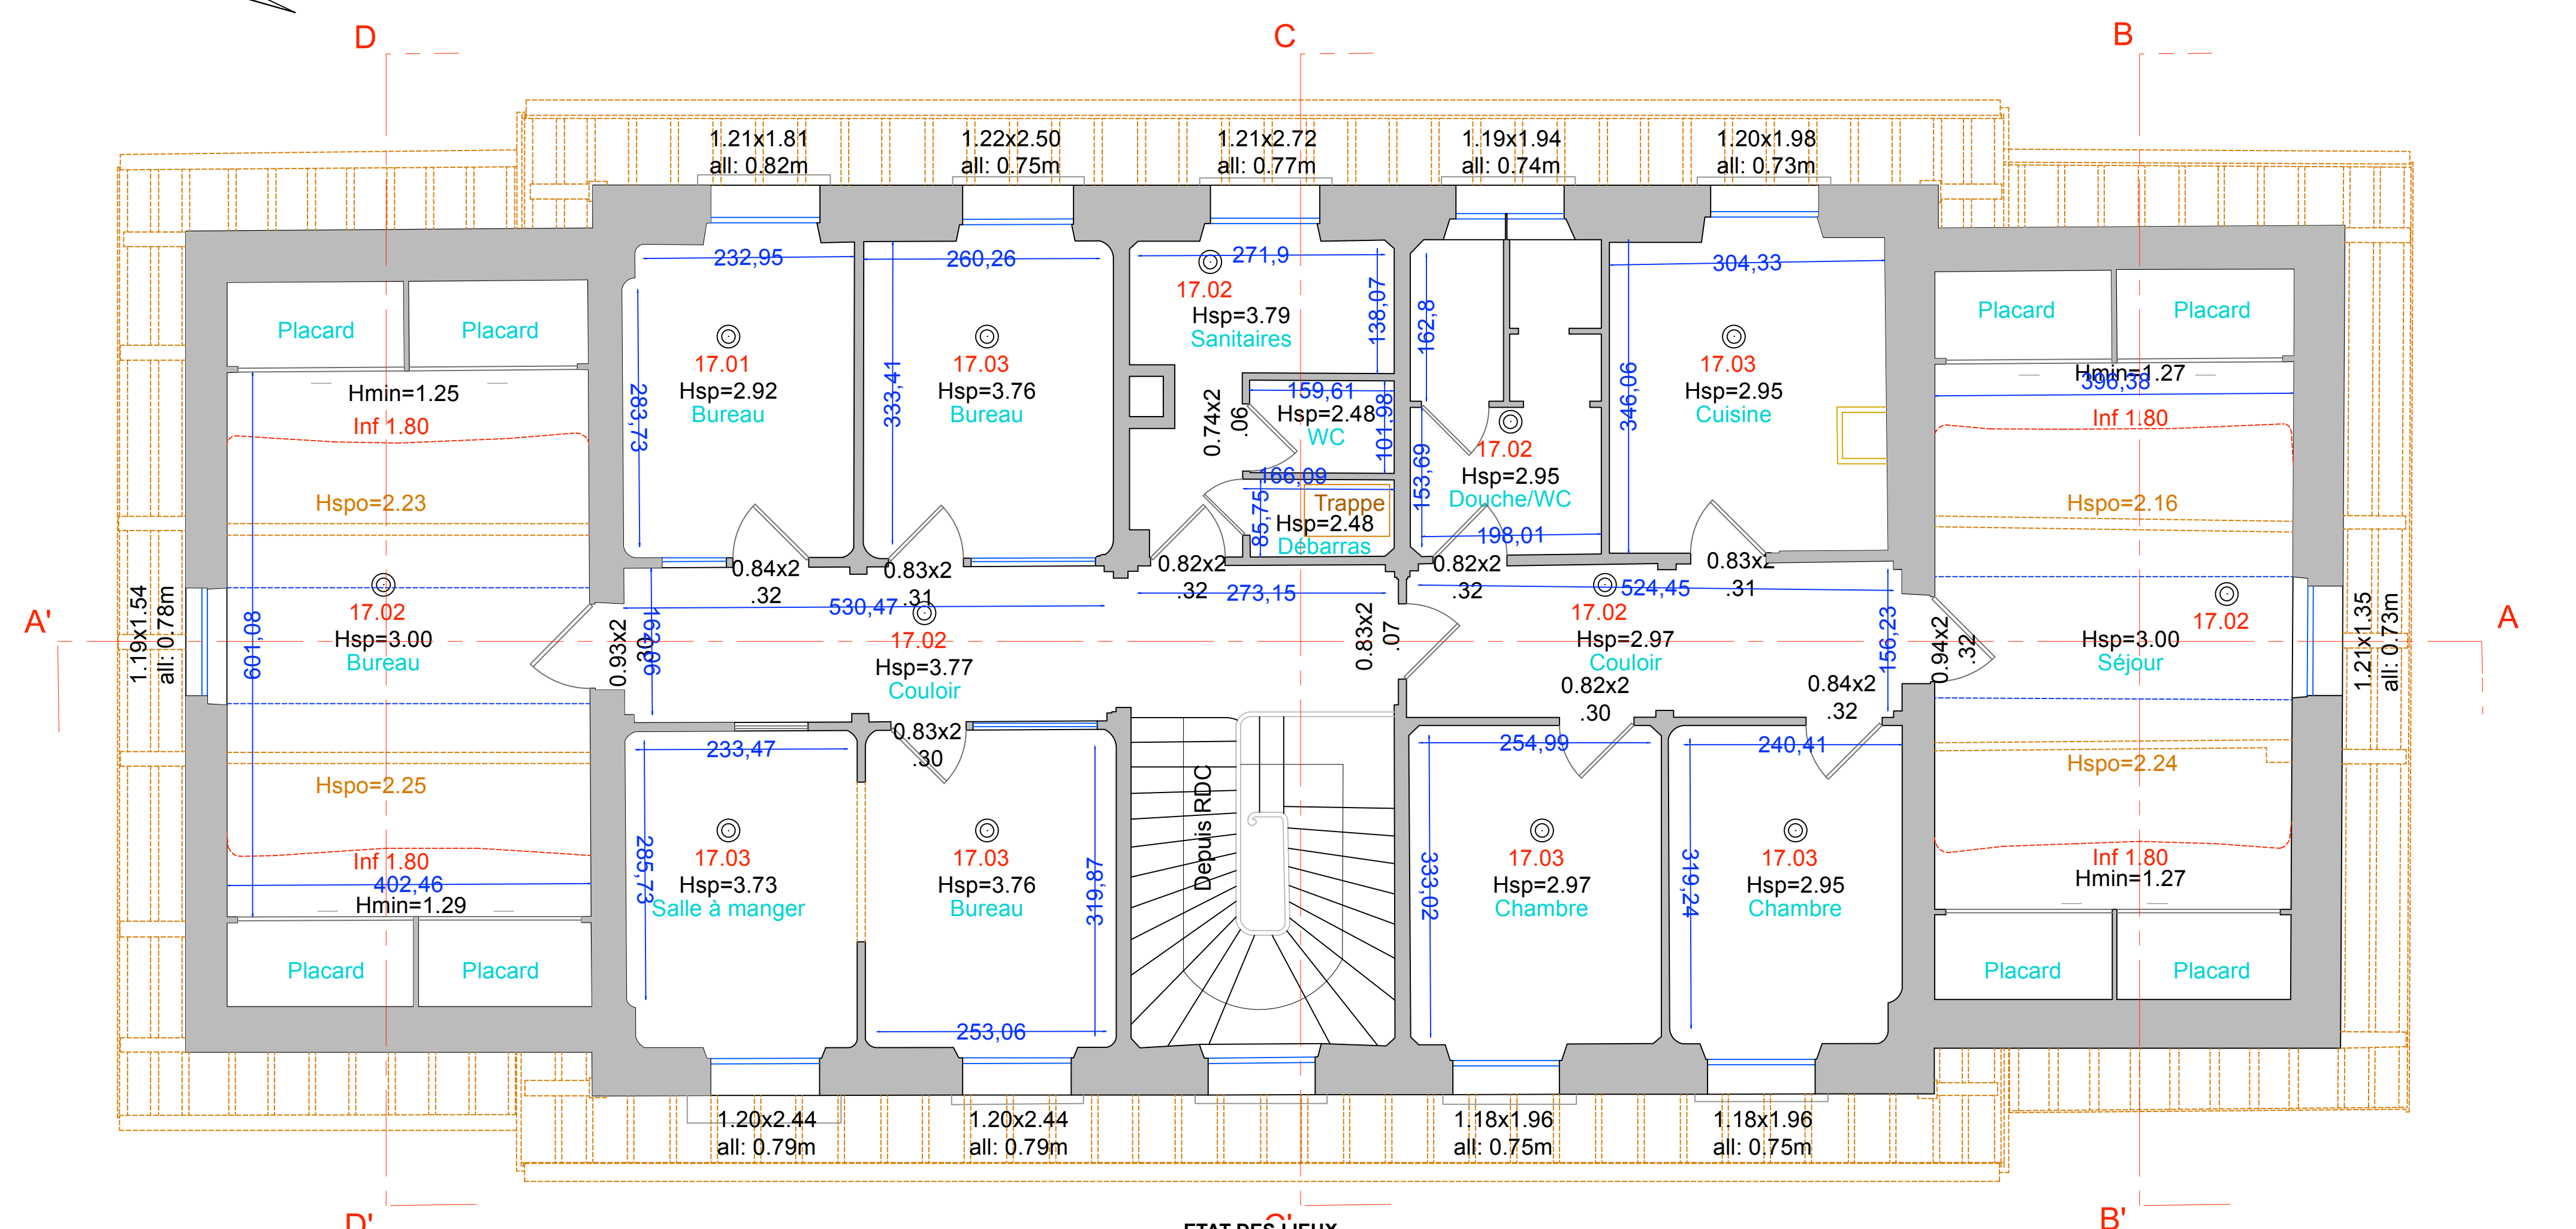 D
C
B
1.21x1.81
all: 0.82m
1.22x2.50
all: 0.75m
1.21x2.72
all: 0.77m
1.19x1.94
all: 0.74m
1.20x1.98
all: 0.73m
Placard
Placard
Hmin=1.25
Inf 1.80
Hspo=2.23
601,08
17.02
Hsp=3.00
Bureau
Hspo=2.25
Inf 1.80
402,46
Hmin=1.29
Placard
Placard
A'
1.19x1.54
all: 0.78m
232,95
283,73
17.01
Hsp=2.92
Bureau
0.84x2
.32
260,26
333,41
17.03
Hsp=3.76
Bureau
0.83x2
.31
271,9
17.02
Hsp=3.79
Sanitaires
138,07
159,61
Hsp=2.48
WC
101,98
0.74x2
.06
166,09
85,75
Trappe
Hsp=2.48
Débarras
0.82x2
.32
162,8
153,69
17.02
Hsp=2.95
Douche/WC
198,01
0.82x2
.32
304,33
346,06
17.03
Hsp=2.95
Cuisine
0.83x2
.31
Placard
Placard
Hmin=1.27
396,38
Inf 1.80
Hspo=2.16
17.02
Hsp=3.00
Séjour
Hspo=2.24
Inf 1.80
Hmin=1.27
Placard
Placard
1.21x1.35
all: 0.73m
A
0.93x2
.30
162,06
530,47
17.02
Hsp=3.77
Couloir
273,15
0.83x2
.07
524,45
17.02
Hsp=2.97
Couloir
156,23
0.94x2
.32
0.83x2
.30
0.82x2
.30
0.84x2
.32
233,47
285,73
17.03
Hsp=3.73
Salle à manger
17.03
Hsp=3.76
Bureau
319,87
253,06
Depuis RDC
254,99
333,02
17.03
Hsp=2.97
Chambre
240,41
319,24
17.03
Hsp=2.95
Chambre
1.20x2.44
all: 0.79m
1.20x2.44
all: 0.79m
1.18x1.96
all: 0.75m
1.18x1.96
all: 0.75m
D'
C'
B'
ETAT DES LIEUX